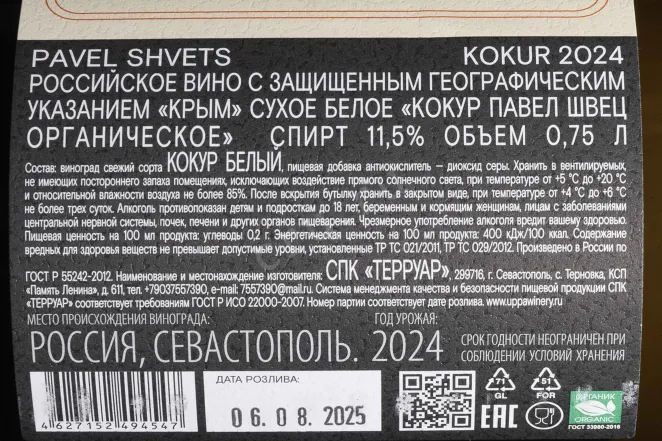 PAVEL SHVETS KOKUR 2024
РОССИЙСКОЕ ВИНО С ЗАЩИЩЕННЫМ ГЕОГРАФИЧЕСКИМ
УКАЗАНИЕМ «КРЫМ» СУХОЕ БЕЛОЕ «КОКУР ПАВЕЛ ШВЕЦ
ОРГАНИЧЕСКОЕ» СПИРТ 11,5% ОБЪЕМ 0,75 Л
Состав: виноград свежий сорта КОКУР БЕЛЫЙ, пищевая добавка антиокислитель – диоксид серы. Хранить в вентилируемых,
не имеющих постороннего запаха помещениях, исключающих воздействие прямого солнечного света, при температуре от +5 °С до +20 °С
и относительной влажности воздуха не более 85%. После вскрытия бутылку хранить в закрытом виде, при температуре от +4 °С до +6 °С
не более трех суток. Алкоголь противопоказан детям и подросткам до 18 лет, беременным и кормящим женщинам, лицам с заболеваниями
центральной нервной системы, почек, печени и других органов пищеварения. Чрезмерное употребление алкоголя вредит вашему здоровью.
Пищевая ценность на 100 мл продукта: углеводы 0,2 г. Энергетическая ценность на 100 мл продукта: 400 кДж/100 ккал. Содержание
вредных для здоровья веществ не превышает допустимые уровни, установленные ТР ТС 021/2011, ТР ТС 029/2012. Произведено в России по
ГОСТ Р 55242-2012. Наименование и местонахождение изготовителя: СПК «ТЕРРУАР», 299716, г. Севастополь, с. Терновка, КСП
«Память Ленина», д. 611, тел. +79037557390, e-mail: 7557390@mail.ru. Система менеджмента качества и безопасности пищевой продукции СПК
«ТЕРРУАР» соответствует требованиям ГОСТ Р ИСО 22000-2007. Номер партии соответствует дате розлива. www.uppawinery.ru
МЕСТО ПРОИСХОЖДЕНИЯ ВИНОГРАДА: ГОД УРОЖАЯ:
РОССИЯ, СЕВАСТОПОЛЬ. 2024
СРОК ГОДНОСТИ НЕОГРАНИЧЕН ПРИ
СОБЛЮДЕНИИ УСЛОВИЙ ХРАНЕНИЯ
ДАТА РОЗЛИВА:
06.08.2025
4 627152 494547
71
GL
51
FOR
EAC
ОРГАНИК
ORGANIC
ГОСТ 33980-2016